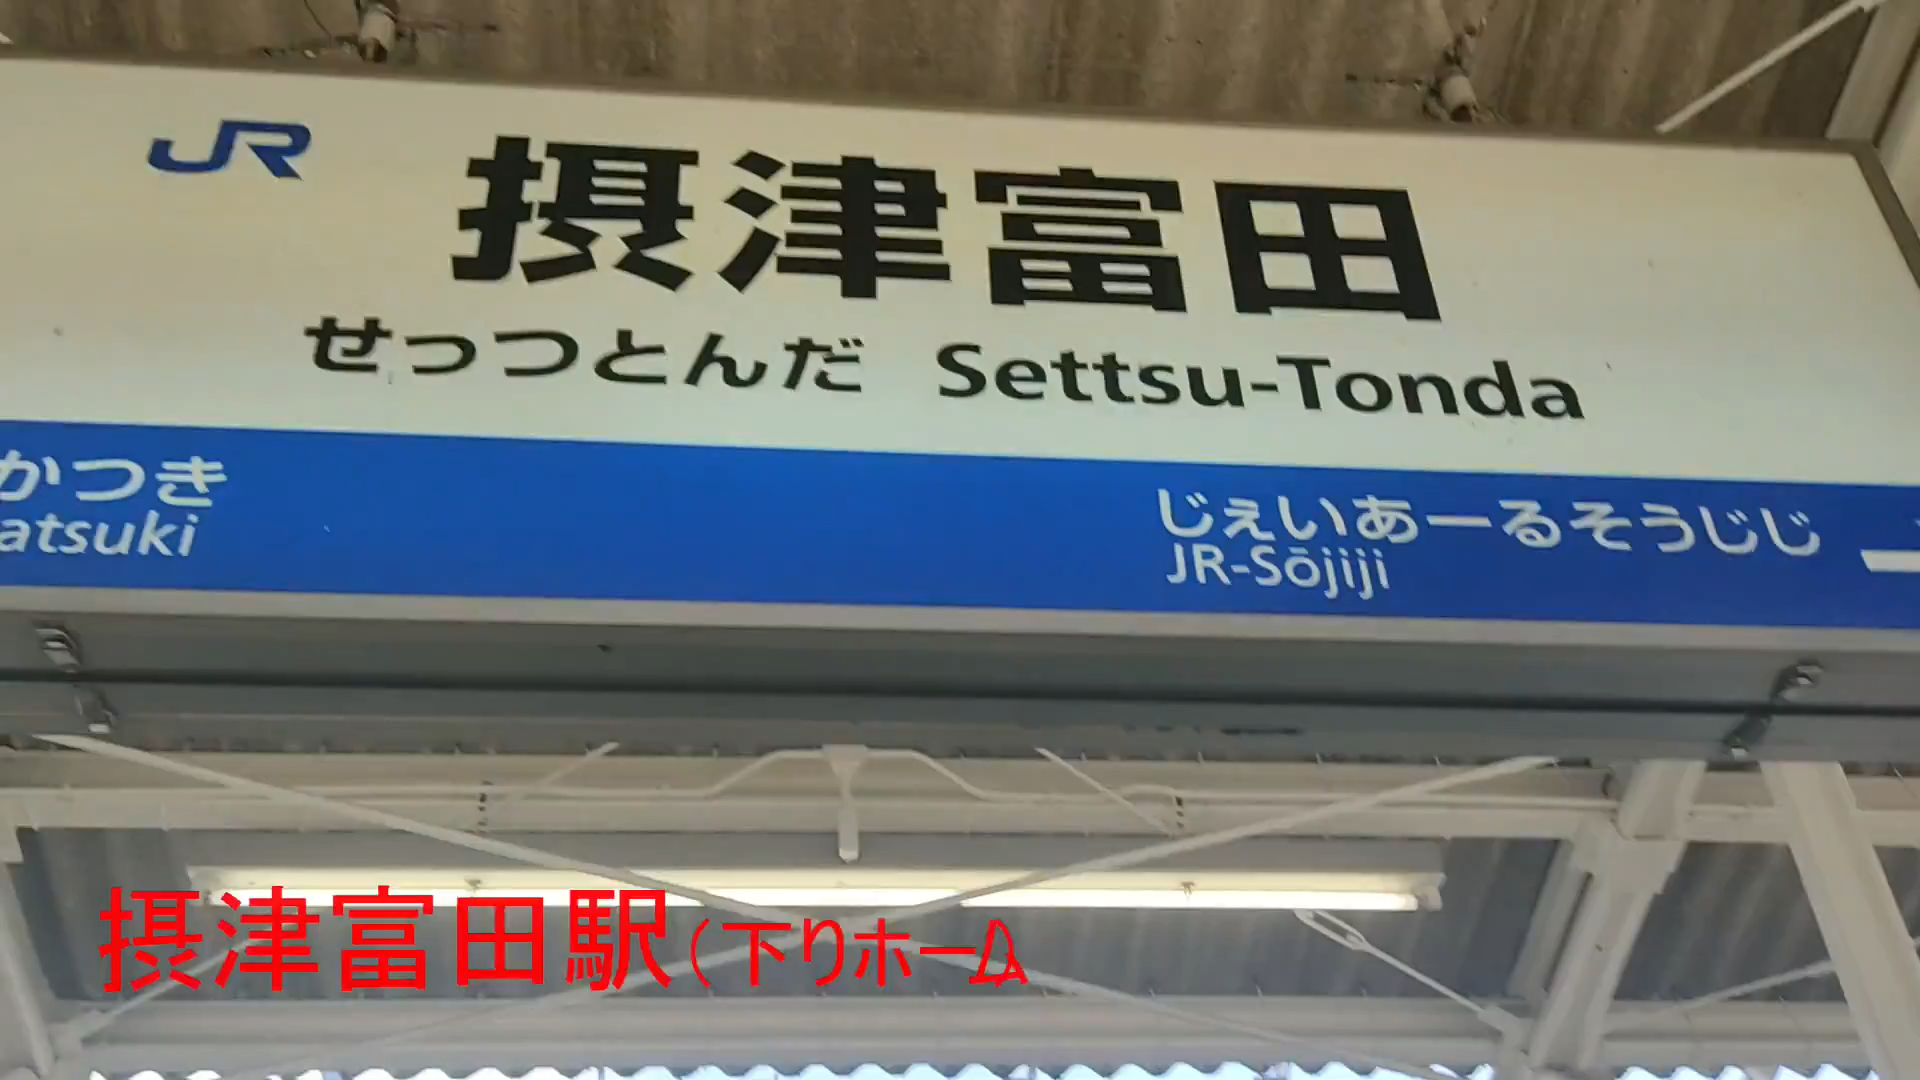 JR 摂津富田
せっつとんだ Settsu-Tonda
かつき
atsuki
じぇいあーるそうじじ
JR-Sōjiji
摂津富田駅（下りホーム